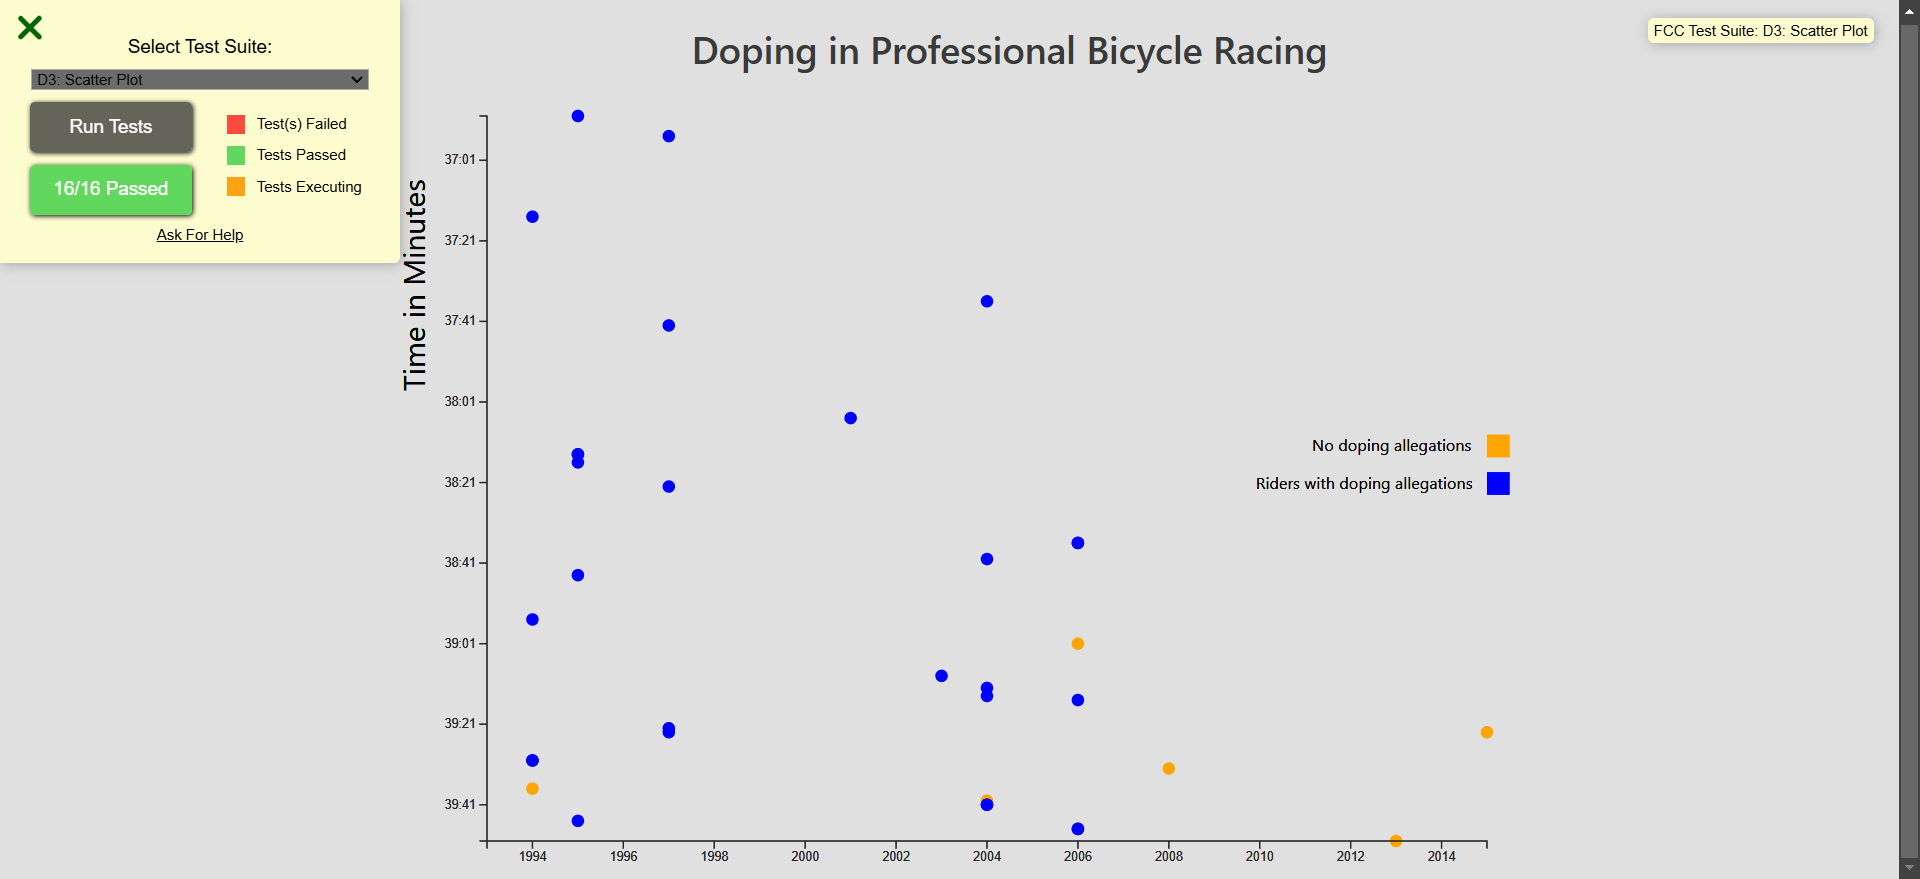 Select Test Suite:
D3: Scatter Plot
Run Tests
16/16 Passed
Test(s) Failed
Tests Passed
Tests Executing
Ask For Help
FCC Test Suite: D3: Scatter Plot
Doping in Professional Bicycle Racing
Time in Minutes
37:01
37:21
37:41
38:01
38:21
38:41
39:01
39:21
39:41
No doping allegations
Riders with doping allegations
1994 1996 1998 2000 2002 2004 2006 2008 2010 2012 2014